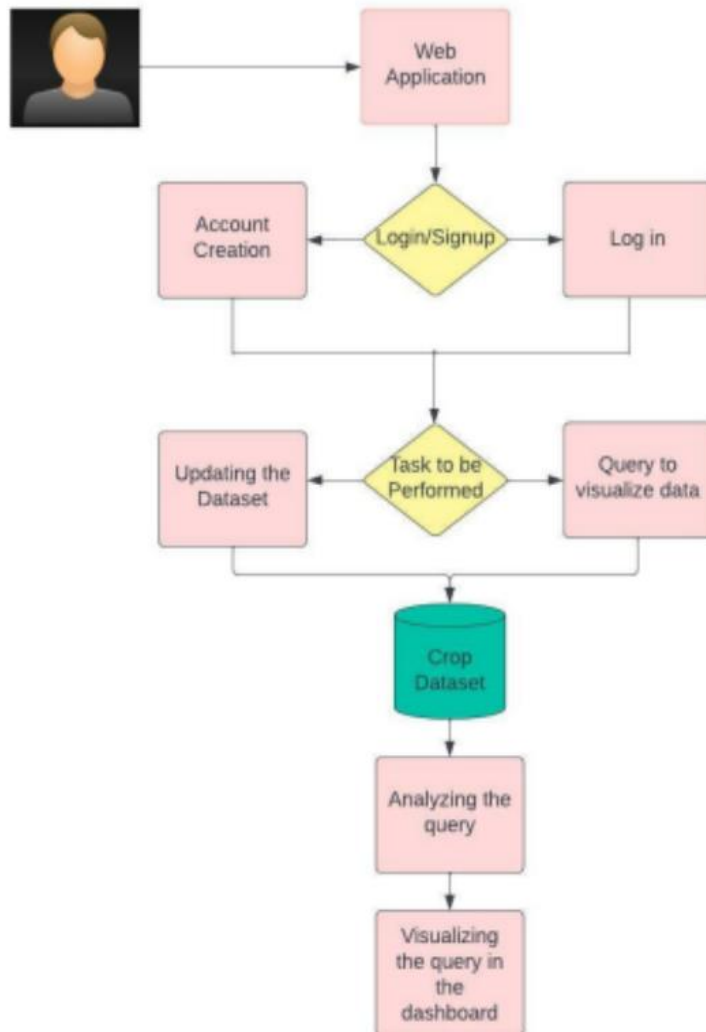 Web
Application
Account
Creation
Login/Signup
Log in
Updating the
Dataset
Task to be
Performed
Query to
visualize data
Crop
Dataset
Analyzing the
query
Visualizing
the query in
the
dashboard